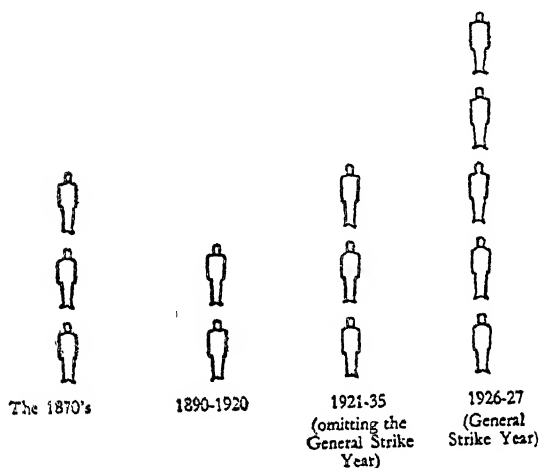 The 1870's
1890-1920
1921-35
(omitting the
General Strike
Year)
1926-27
(General
Strike Year)